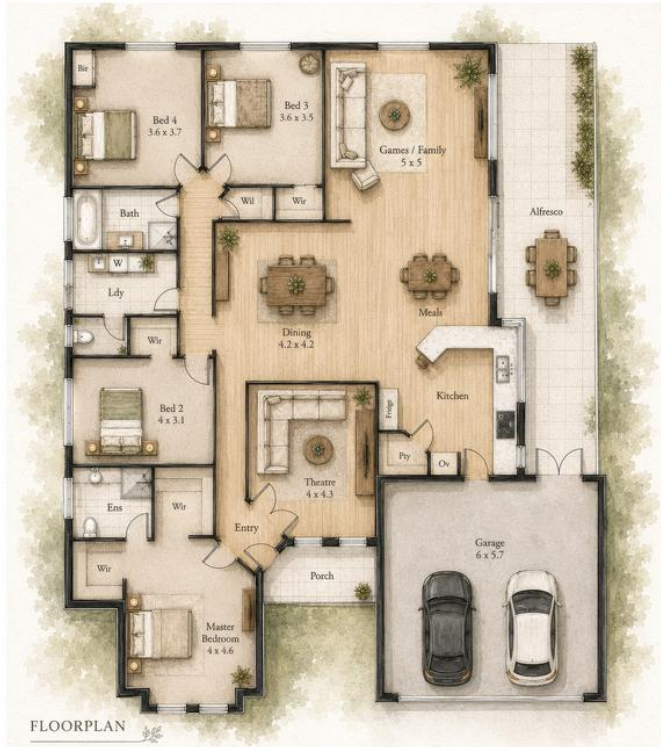 Bir
Bed 4
3.6 x 3.7
Bed 3
3.6 x 3.5
Games / Family
5 x 5
Bath
Wil
Wir
Alfresco
W
Ldy
Wir
Dining
4.2 x 4.2
Meals
Bed 2
4 x 3.1
Fridge
Kitchen
Pty
Ov
Theatre
4 x 4.3
Ens
Wir
Entry
Garage
6 x 5.7
Wir
Porch
Master
Bedroom
4 x 4.6
FLOORPLAN